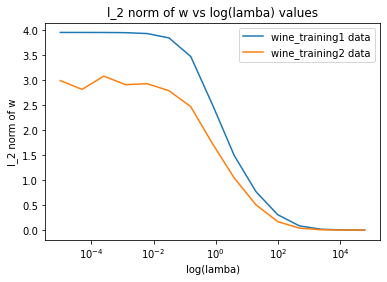 l_2 norm of w vs log(lamba) values
wine_training1 data
wine_training2 data
l_2 norm of w
4.0
3.5
3.0
2.5
2.0
1.5
1.0
0.5
0.0
10⁻⁴ 10⁻² 10⁰ 10² 10⁴
log(lamba)